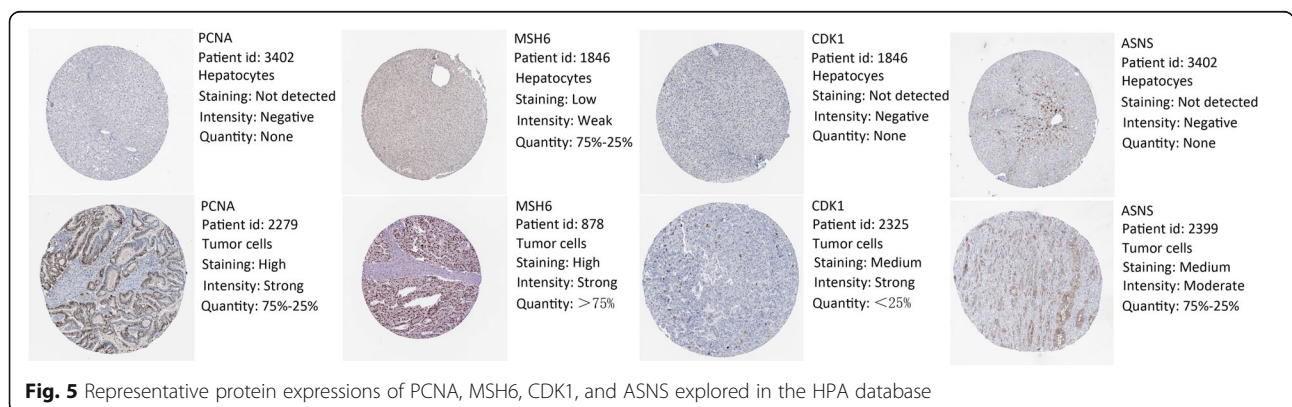 PCNA
Patient id: 3402
Hepatocytes
Staining: Not detected
Intensity: Negative
Quantity: None
MSH6
Patient id: 1846
Hepatocytes
Staining: Low
Intensity: Weak
Quantity: 75%-25%
CDK1
Patient id: 1846
Hepatocyes
Staining: Not detected
Intensity: Negative
Quantity: None
ASNS
Patient id: 3402
Hepatocyes
Staining: Not detected
Intensity: Negative
Quantity: None
PCNA
Patient id: 2279
Tumor cells
Staining: High
Intensity: Strong
Quantity: 75%-25%
MSH6
Patient id: 878
Tumor cells
Staining: High
Intensity: Strong
Quantity: >75%
CDK1
Patient id: 2325
Tumor cells
Staining: Medium
Intensity: Strong
Quantity: <25%
ASNS
Patient id: 2399
Tumor cells
Staining: Medium
Intensity: Moderate
Quantity: 75%-25%
Fig. 5 Representative protein expressions of PCNA, MSH6, CDK1, and ASNS explored in the HPA database